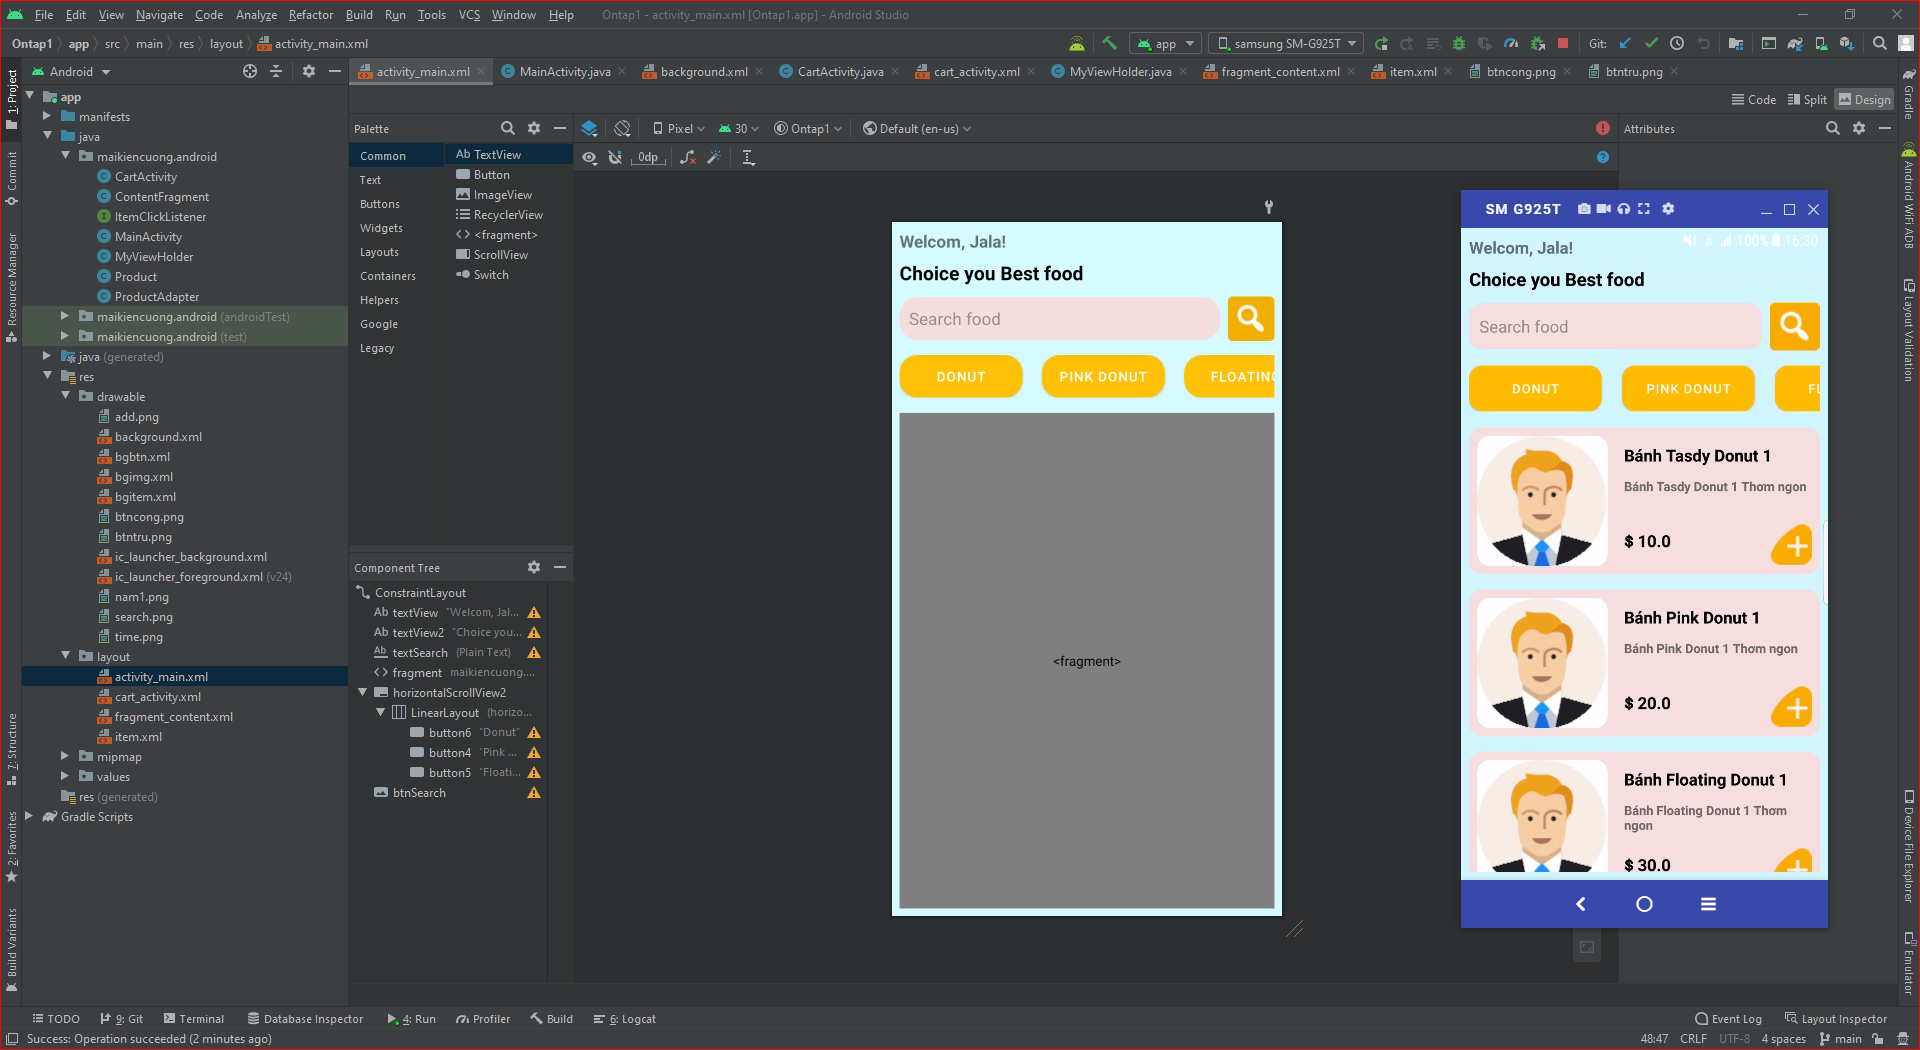 File Edit View Navigate Code Analyze Refactor Build Run Tools VCS Window Help Ontap1 - activity_main.xml [Ontap1.app] - Android Studio
Ontap1 app src main res layout activity_main.xml
app samsung SM-G925T Git:
Android
activity_main.xml MainActivity.java background.xml CartActivity.java cart_activity.xml MyViewHolder.java fragment_content.xml item.xml btncong.png btntru.png
Code Split Design
1: Project
Commit
Resource Manager
7: Structure
2: Favorites
Build Variants
app
manifests
java
maikiencuong.android
CartActivity
ContentFragment
ItemClickListener
MainActivity
MyViewHolder
Product
ProductAdapter
maikiencuong.android (androidTest)
maikiencuong.android (test)
java (generated)
res
drawable
add.png
background.xml
bgbtn.xml
bgimg.xml
bgitem.xml
btncong.png
btntru.png
ic_launcher_background.xml
ic_launcher_foreground.xml (v24)
nam1.png
search.png
time.png
layout
activity_main.xml
cart_activity.xml
fragment_content.xml
item.xml
mipmap
values
res (generated)
Gradle Scripts
Palette
Common
Text
Buttons
Widgets
Layouts
Containers
Helpers
Google
Legacy
Ab TextView
Button
ImageView
RecyclerView
<fragment>
ScrollView
Switch
Component Tree
ConstraintLayout
Ab textView "Welcom, Jal...
Ab textView2 "Choice you...
Ab textSearch (Plain Text)
<> fragment maikiencuong....
horizontalScrollView2
LinearLayout (horizo...
button6 "Donut"
button4 "Pink ...
button5 "Floati...
btnSearch
Pixel 30 Ontap1 Default (en-us)
0dp
Attributes
Welcom, Jala!
Choice you Best food
Search food
DONUT PINK DONUT FLOATING
<fragment>
SM G925T
100% 16:30
Welcom, Jala!
Choice you Best food
Search food
DONUT PINK DONUT FL
Bánh Tasdy Donut 1
Bánh Tasdy Donut 1 Thơm ngon
$ 10.0
Bánh Pink Donut 1
Bánh Pink Donut 1 Thơm ngon
$ 20.0
Bánh Floating Donut 1
Bánh Floating Donut 1 Thơm
ngon
$ 30.0
Gradle
Android WiFi ADB
Layout Validation
Device File Explorer
Emulator
TODO 9: Git Terminal Database Inspector 4: Run Profiler Build 6: Logcat Event Log Layout Inspector
Success: Operation succeeded (2 minutes ago) 48:47 CRLF UTF-8 4 spaces main